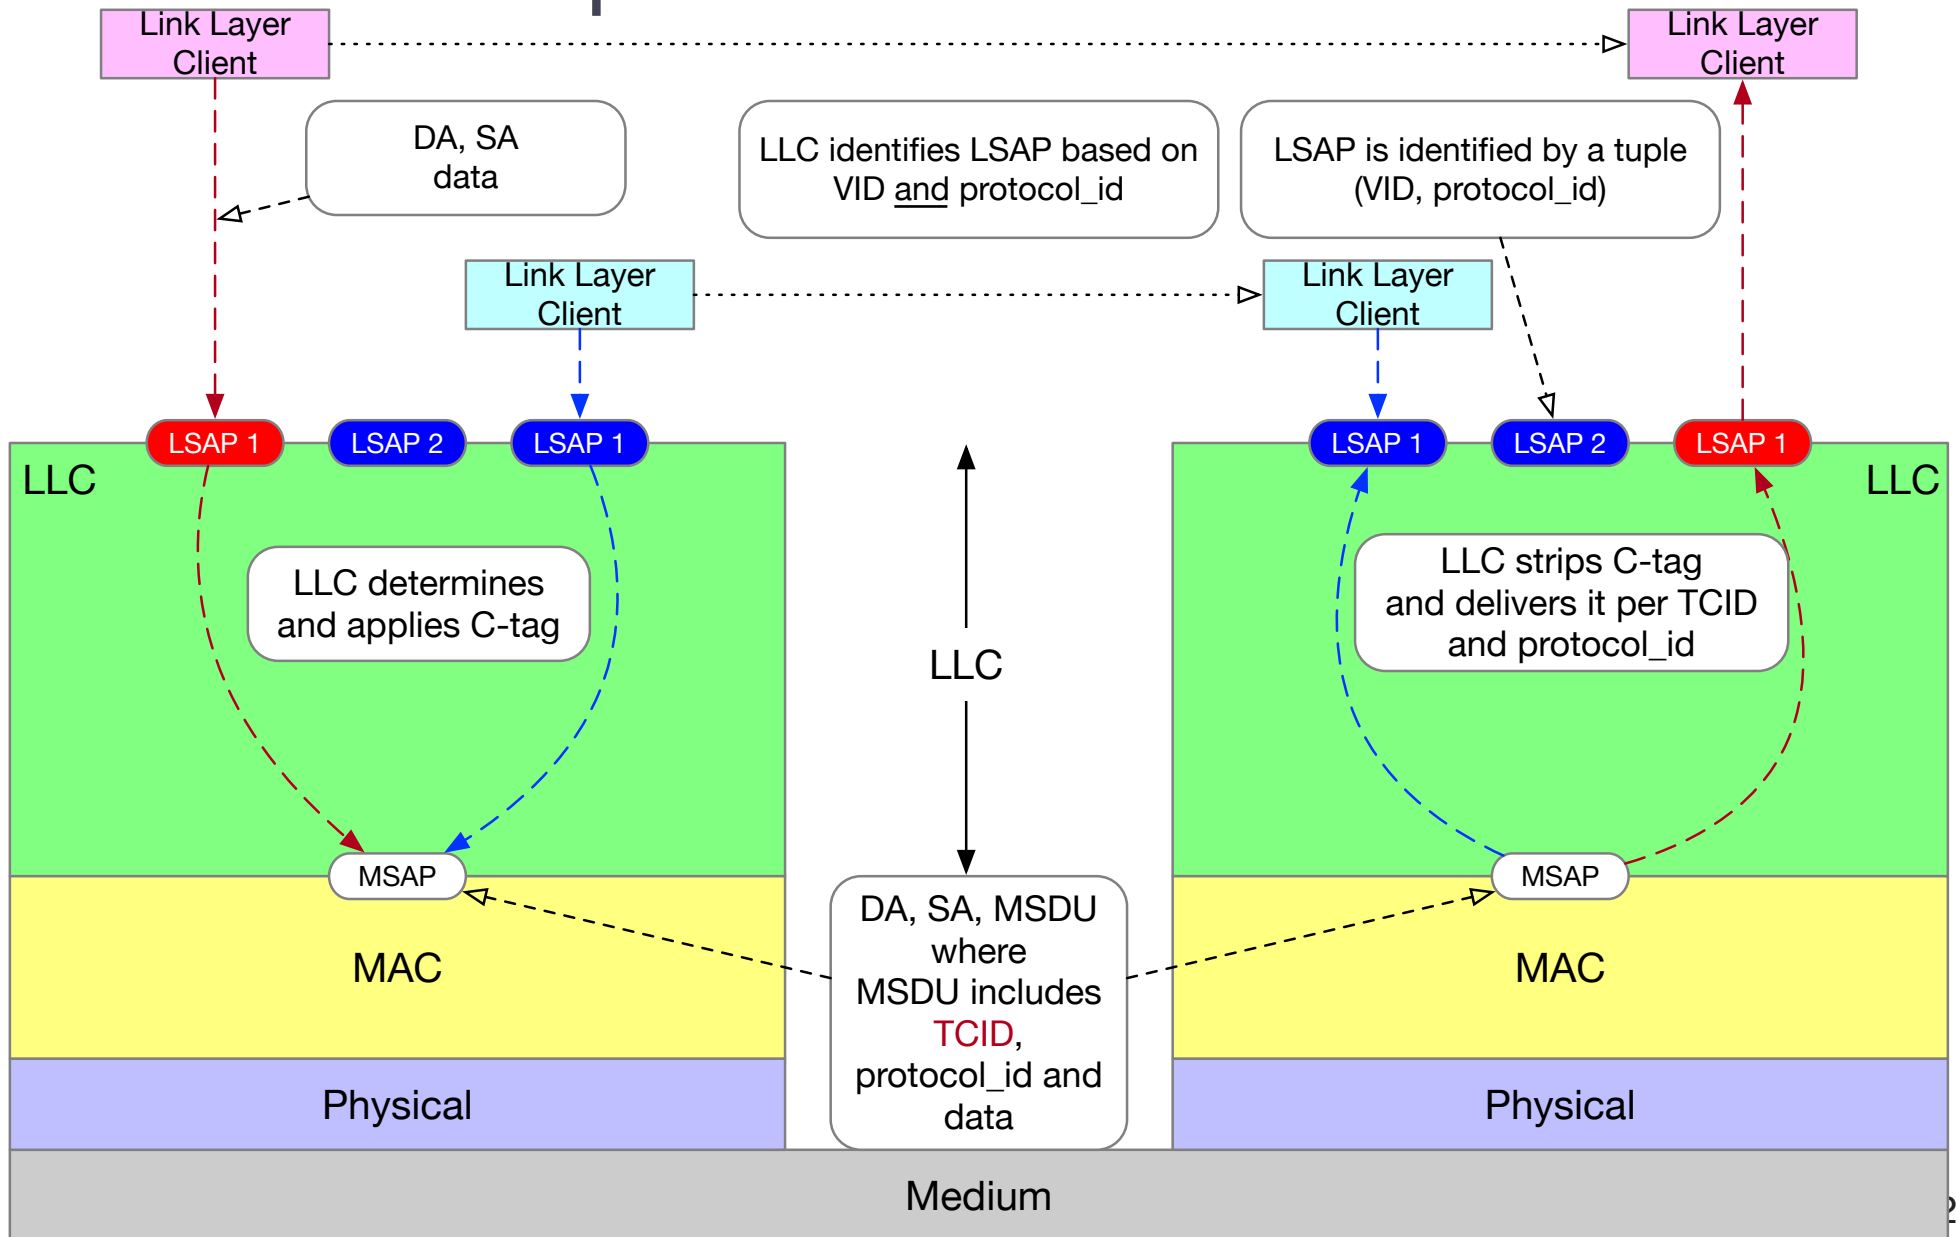 Link Layer
Client
Link Layer
Client
DA, SA
data
LLC identifies LSAP based on
VID and protocol_id
LSAP is identified by a tuple
(VID, protocol_id)
Link Layer
Client
Link Layer
Client
LSAP 1
LSAP 2
LSAP 1
LSAP 1
LSAP 2
LSAP 1
LLC
LLC
LLC determines
and applies C-tag
LLC strips C-tag
and delivers it per TCID
and protocol_id
LLC
MSAP
MSAP
DA, SA, MSDU
where
MSDU includes
TCID,
protocol_id and
data
MAC
MAC
Physical
Physical
Medium